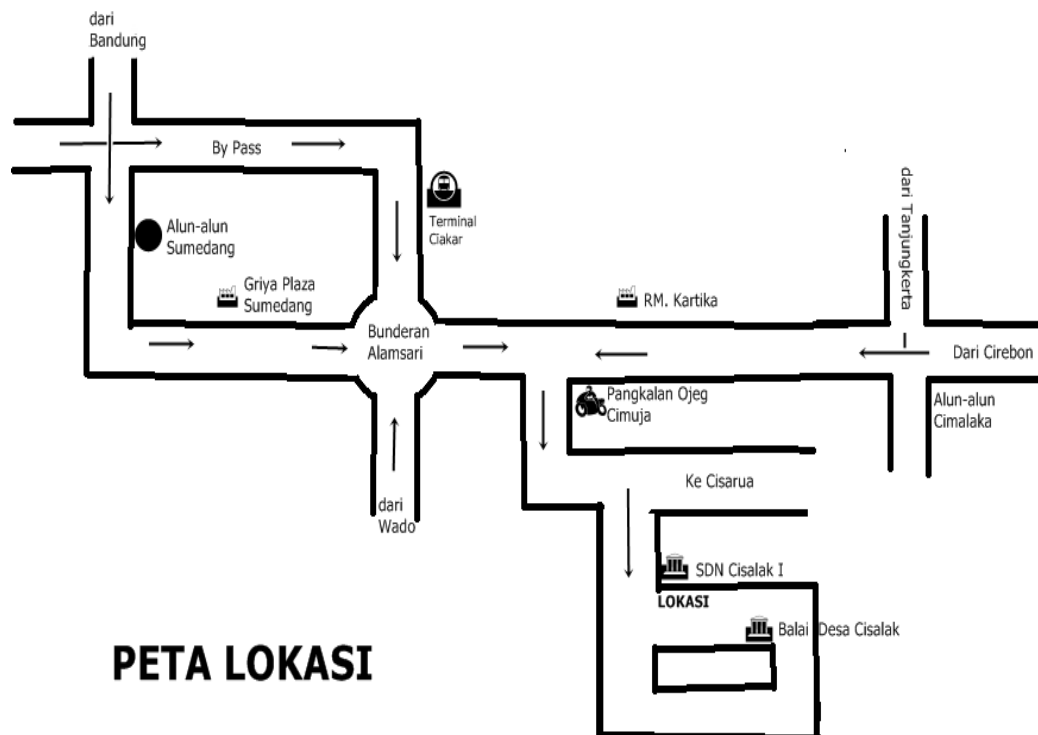 dari
Bandung
By Pass
Terminal
Ciakar
dari Tanjungkerta
Alun-alun
Sumedang
Griya Plaza
Sumedang
RM. Kartika
Bunderan
Alamsari
Dari Cirebon
Pangkalan Ojeg
Cimuja
Alun-alun
Cimalaka
Ke Cisarua
dari
Wado
SDN Cisalak I
LOKASI
Balai Desa Cisalak
PETA LOKASI